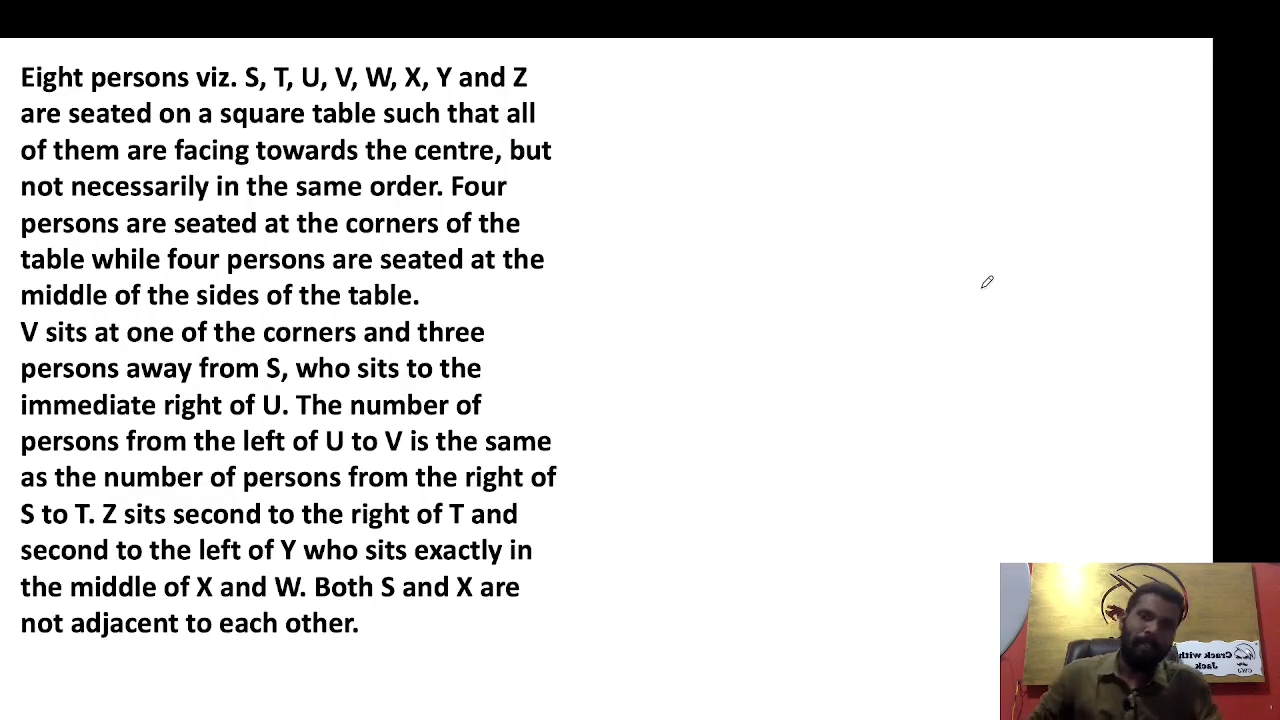 Eight persons viz. S, T, U, V, W, X, Y and Z
are seated on a square table such that all
of them are facing towards the centre, but
not necessarily in the same order. Four
persons are seated at the corners of the
table while four persons are seated at the
middle of the sides of the table.
V sits at one of the corners and three
persons away from S, who sits to the
immediate right of U. The number of
persons from the left of U to V is the same
as the number of persons from the right of
S to T. Z sits second to the right of T and
second to the left of Y who sits exactly in
the middle of X and W. Both S and X are
not adjacent to each other.
Crack with
Jack
CWJ